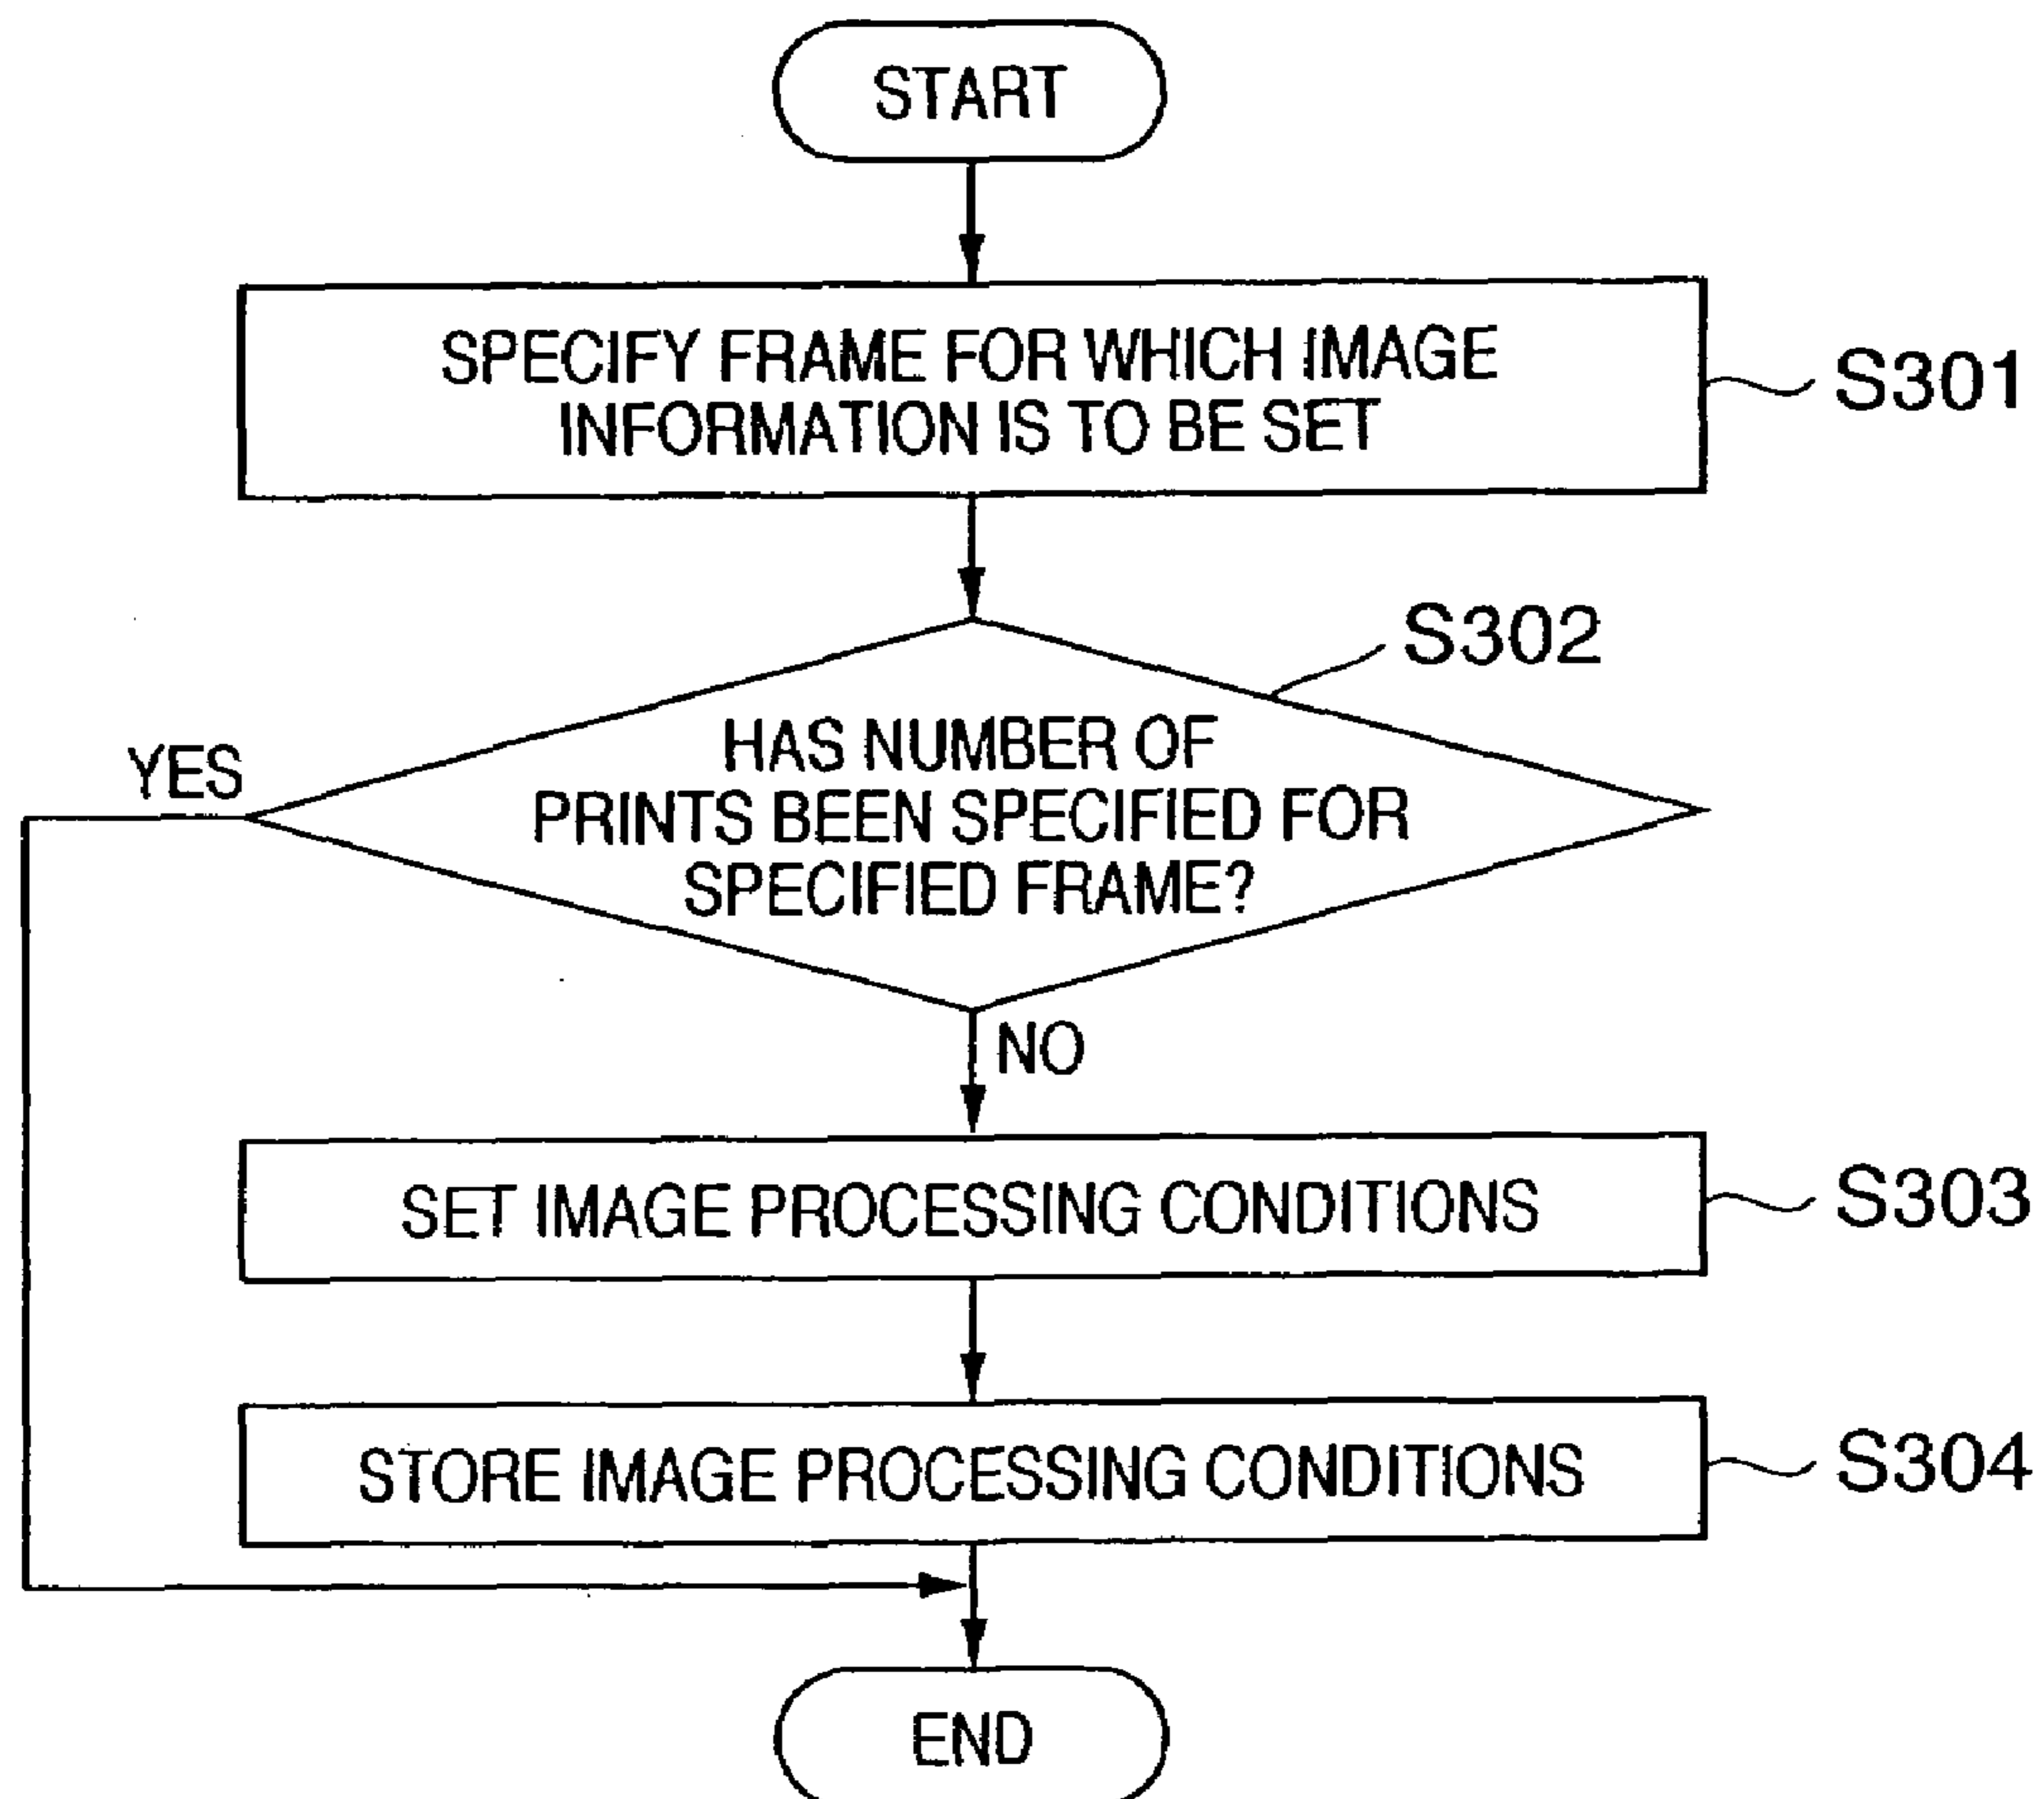 START
SPECIFY FRAME FOR WHICH IMAGE
INFORMATION IS TO BE SET
S301
S302
HAS NUMBER OF
PRINTS BEEN SPECIFIED FOR
SPECIFIED FRAME?
YES
NO
SET IMAGE PROCESSING CONDITIONS
S303
STORE IMAGE PROCESSING CONDITIONS
S304
END